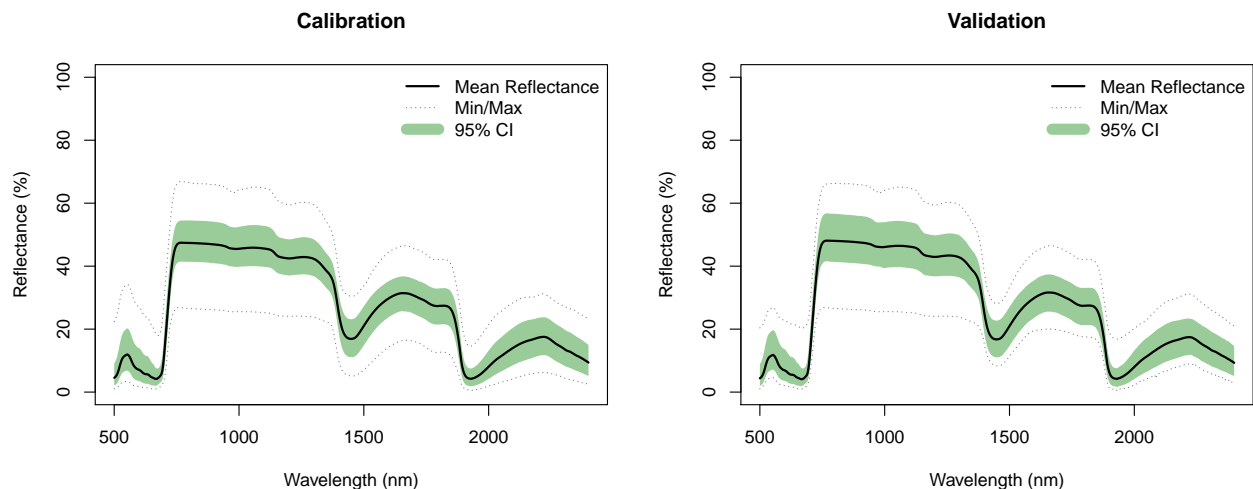 Calibration
Reflectance (%)
100
80
60
40
20
0
Mean Reflectance
Min/Max
95% CI
500
1000
1500
2000
Wavelength (nm)
Validation
Reflectance (%)
100
80
60
40
20
0
Mean Reflectance
Min/Max
95% CI
500
1000
1500
2000
Wavelength (nm)